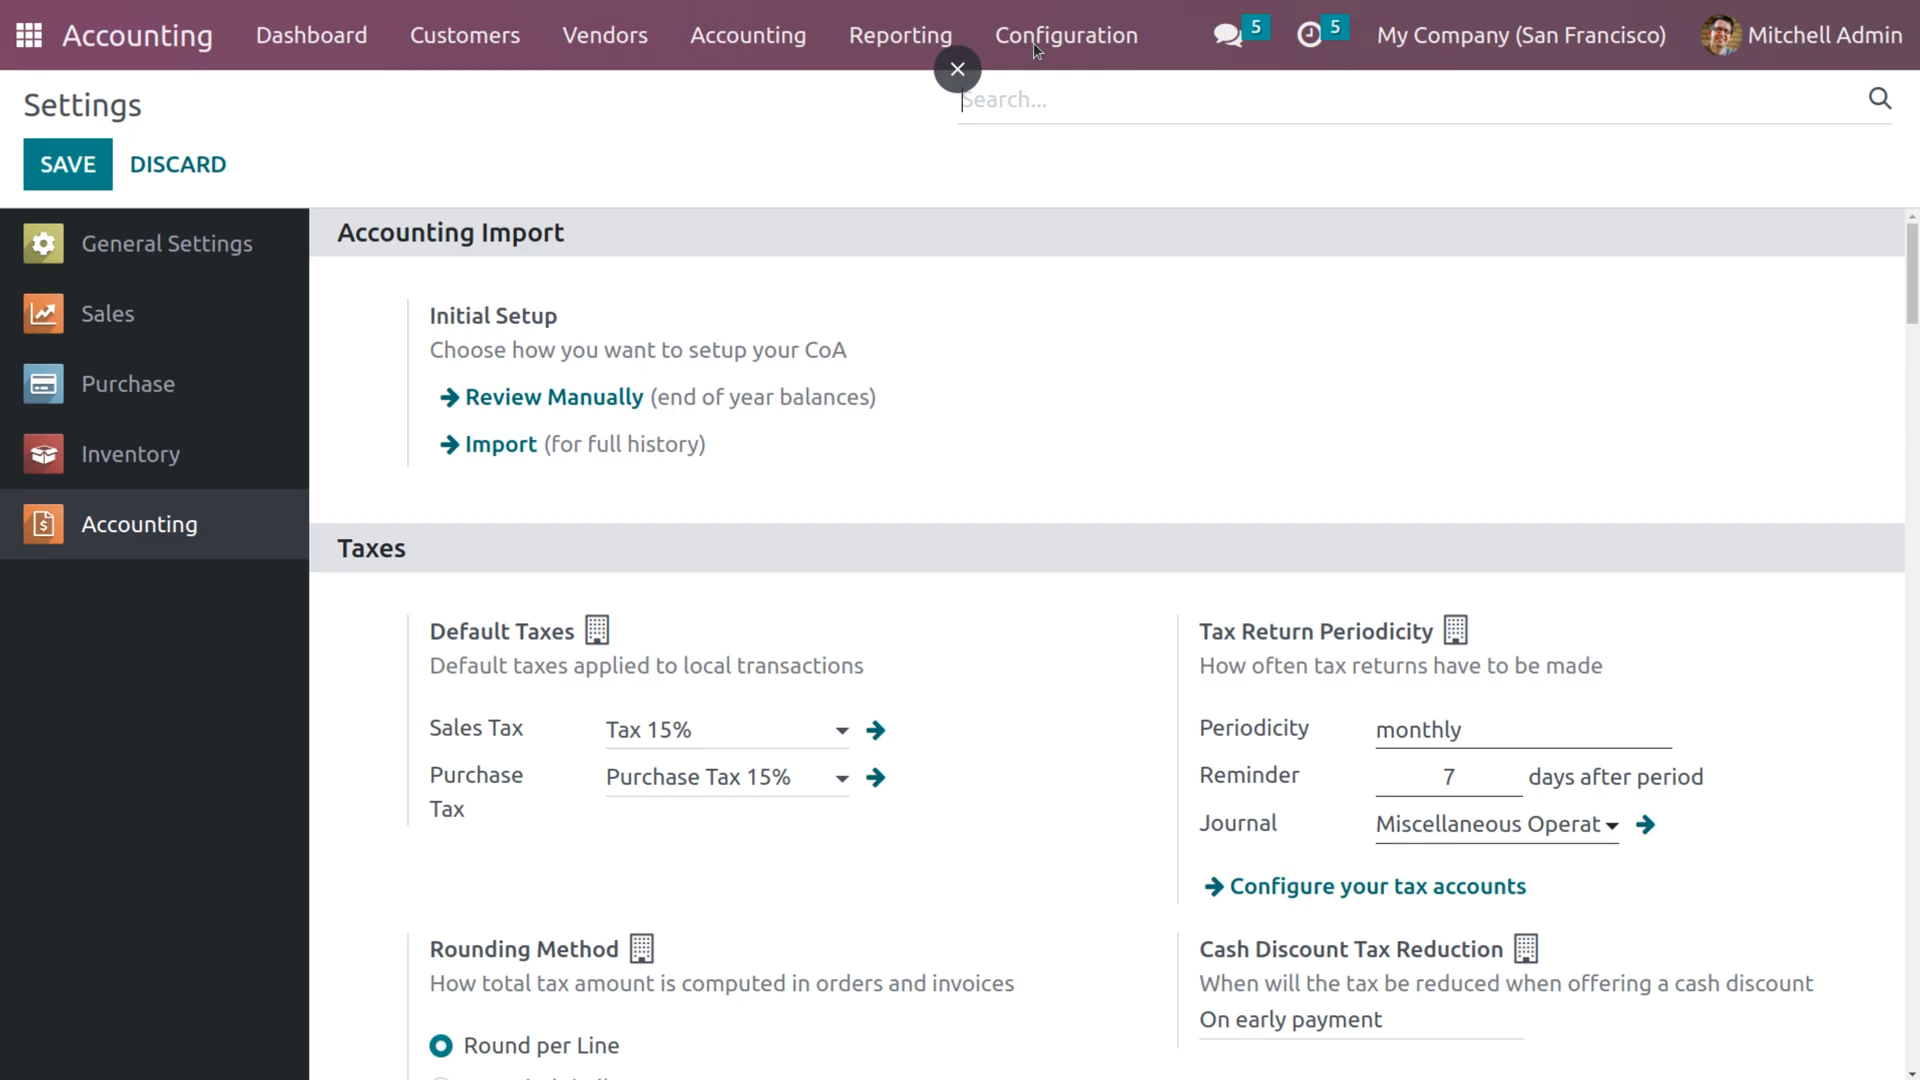 Accounting Dashboard Customers Vendors Accounting Reporting Configuration 5 5 My Company (San Francisco) Mitchell Admin
Settings
Search...
SAVE DISCARD
General Settings
Sales
Purchase
Inventory
Accounting
Accounting Import
Initial Setup
Choose how you want to setup your CoA
Review Manually (end of year balances)
Import (for full history)
Taxes
Default Taxes
Default taxes applied to local transactions
Sales Tax Tax 15%
Purchase Tax Purchase Tax 15%
Tax Return Periodicity
How often tax returns have to be made
Periodicity monthly
Reminder 7 days after period
Journal Miscellaneous Operat
Configure your tax accounts
Rounding Method
How total tax amount is computed in orders and invoices
Round per Line
Cash Discount Tax Reduction
When will the tax be reduced when offering a cash discount
On early payment